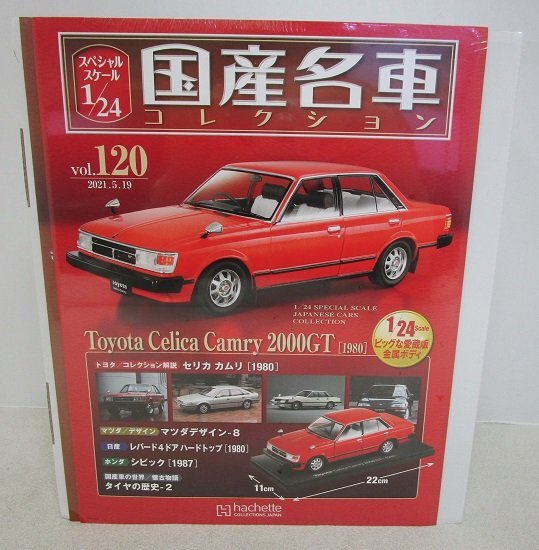 スペシャル
スケール
1/24
国産名車
コレクション
vol.120
2021.5.19
1/24 SPECIAL SCALE
JAPANESE CARS
COLLECTION
Toyota Celica Camry 2000GT [1980]
1/24 Scale
ビッグな愛蔵版
金属ボディ
トヨタ/コレクション解説 セリカ カムリ [1980]
マツダ/デザイン マツダデザイン-8
日産 レパード4ドアハードトップ [1980]
ホンダ シビック [1987]
国産車の世界/懐古物語
タイヤの歴史-2
11cm
22cm
hachette
COLLECTIONS JAPAN